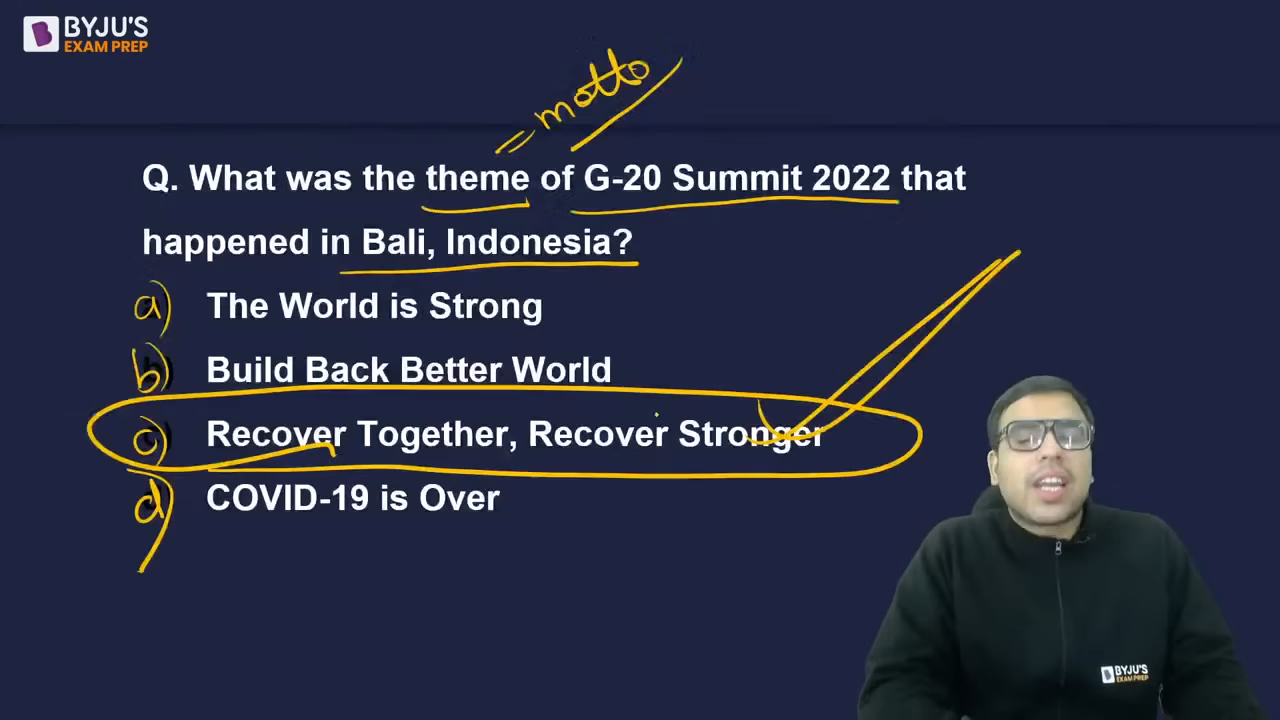 BYJU'S
EXAM PREP
= motto
Q. What was the theme of G-20 Summit 2022 that
happened in Bali, Indonesia?
a) The World is Strong
b) Build Back Better World
c) Recover Together, Recover Stronger
d) COVID-19 is Over
BYJU'S
EXAM PREP